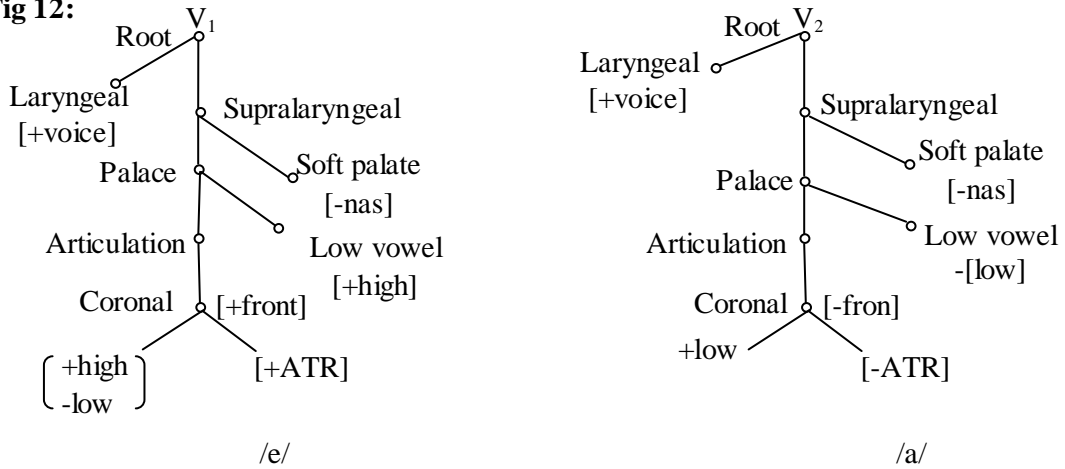 ig 12:
V1
Root
Laryngeal
[+voice]
Supralaryngeal
Soft palate
[-nas]
Palace
Articulation
Low vowel
[+high]
Coronal
[+front]
+high
-low
[+ATR]
/e/
V2
Root
Laryngeal
[+voice]
Supralaryngeal
Soft palate
[-nas]
Palace
Articulation
Low vowel
-[low]
Coronal
[-fron]
+low
[-ATR]
/a/